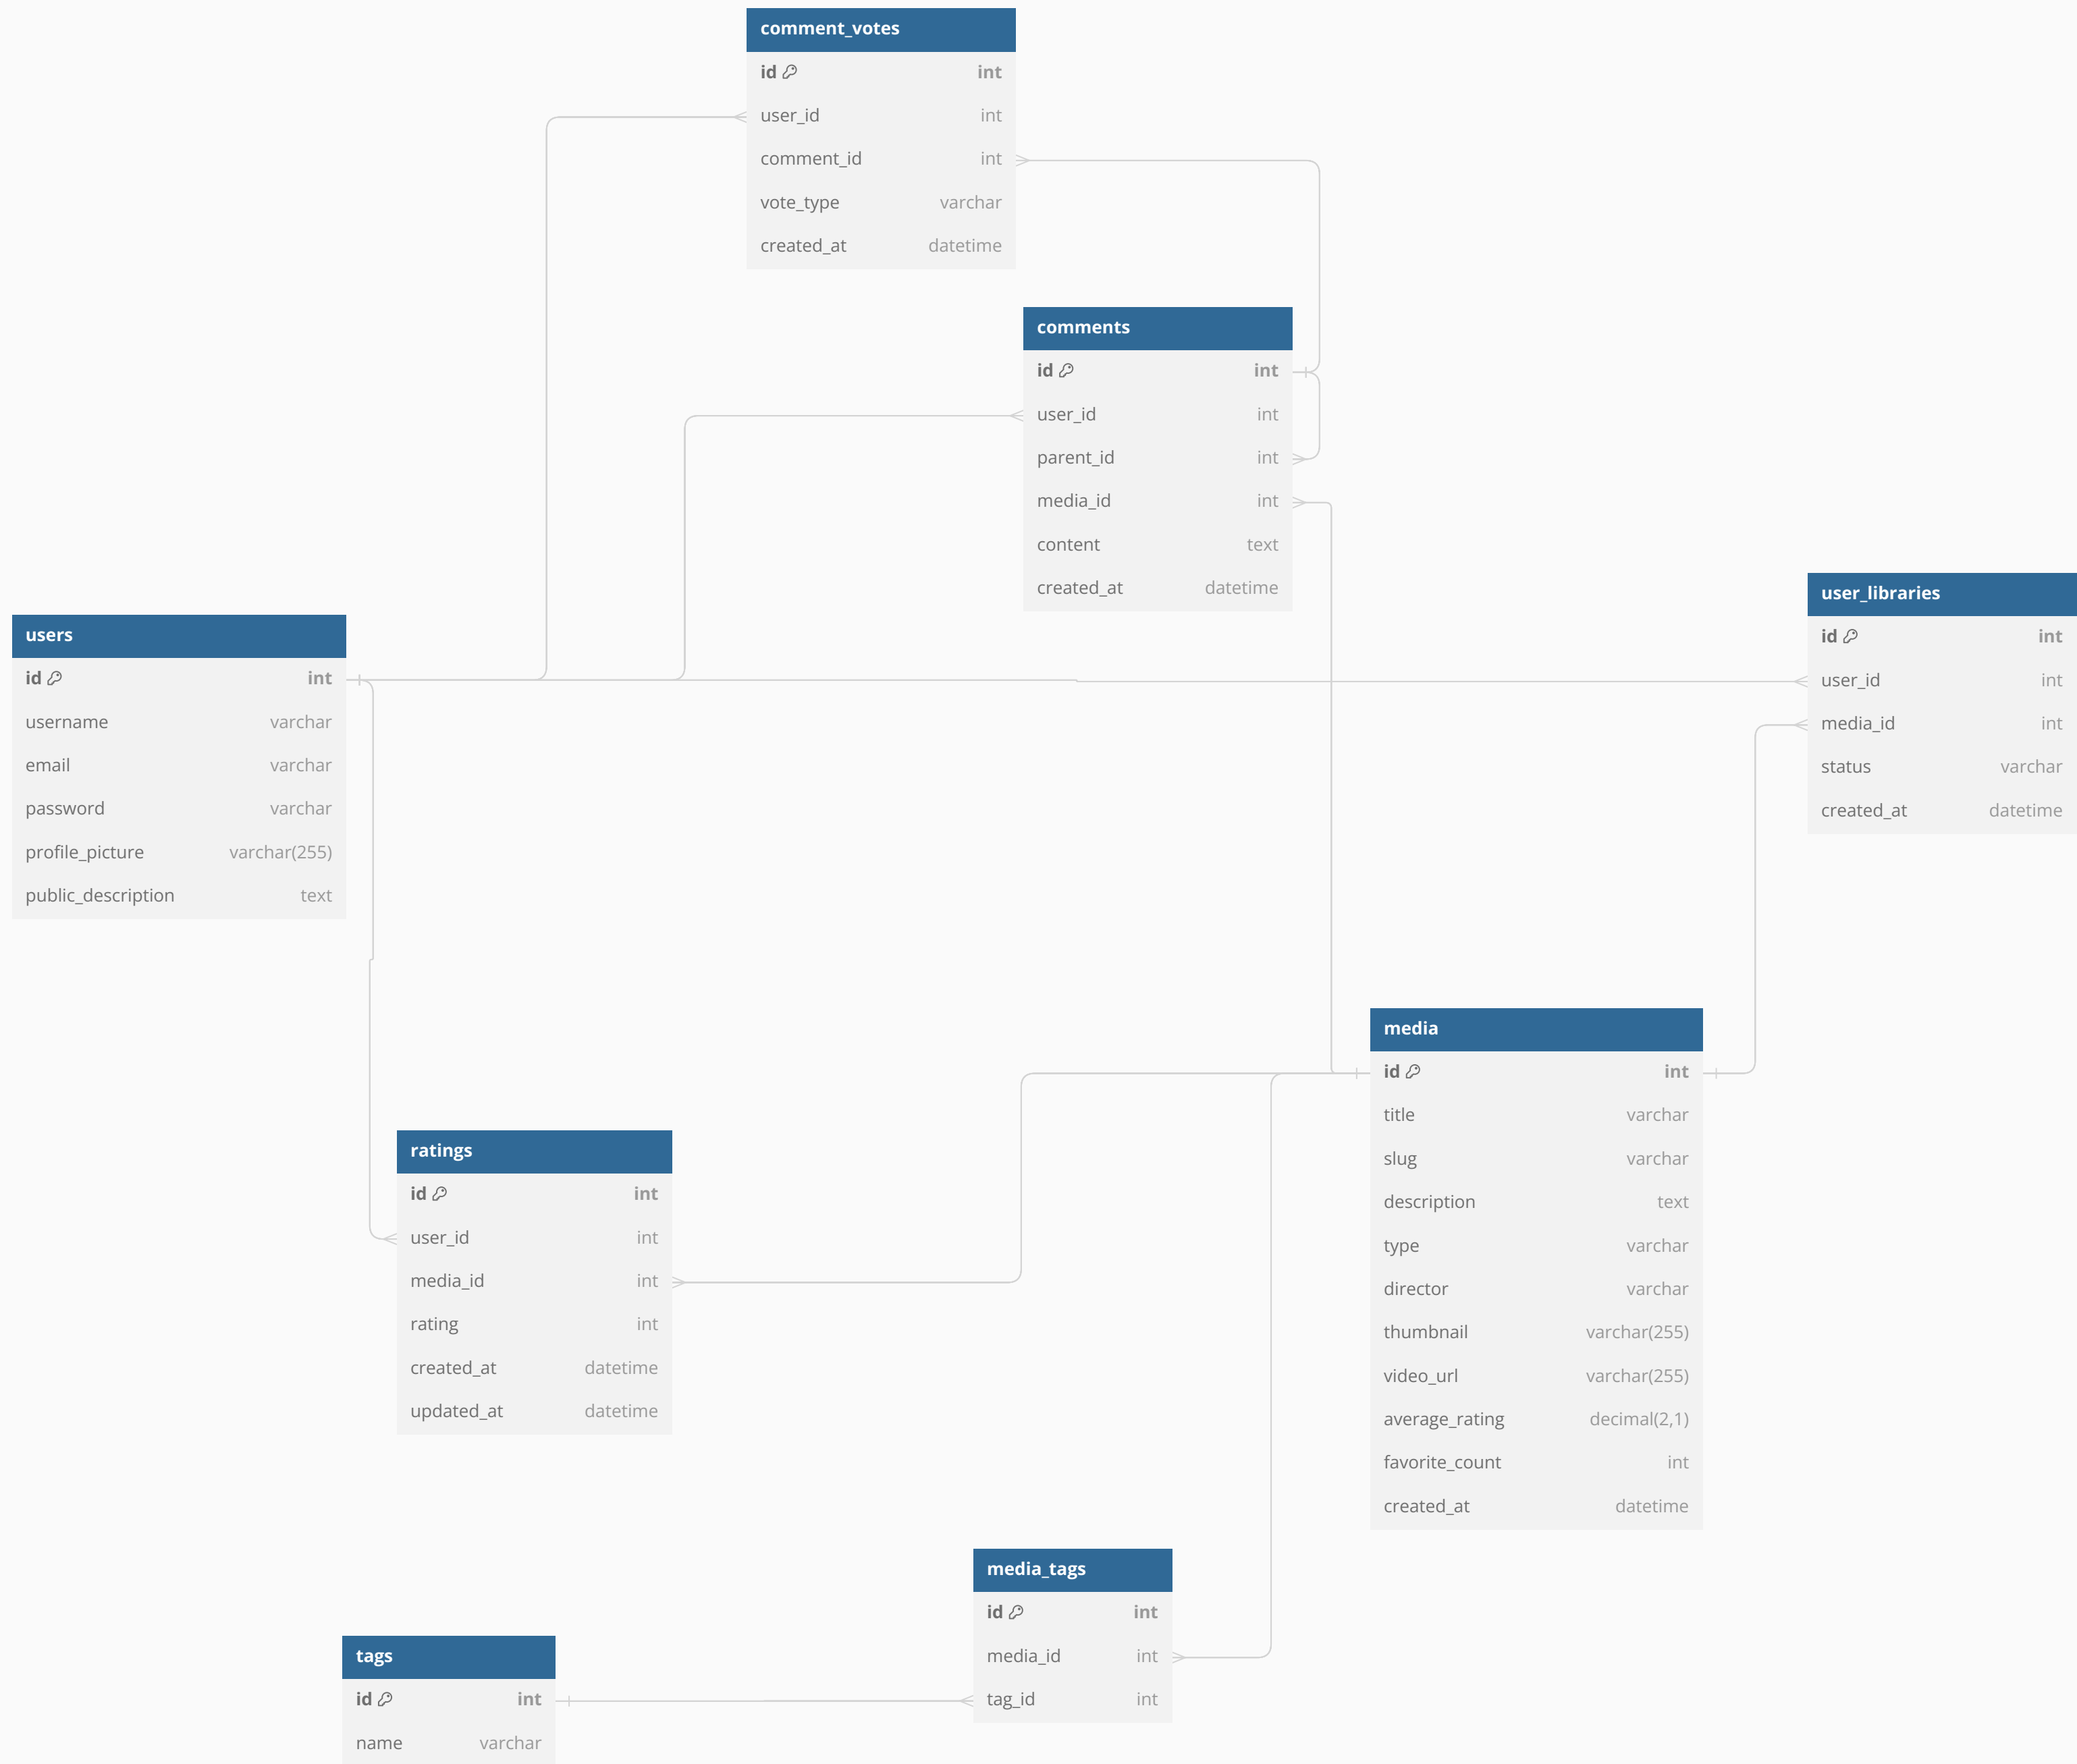 comment_votes
id int
user_id int
comment_id int
vote_type varchar
created_at datetime
comments
id int
user_id int
parent_id int
media_id int
content text
created_at datetime
user_libraries
id int
user_id int
media_id int
status varchar
created_at datetime
users
id int
username varchar
email varchar
password varchar
profile_picture varchar(255)
public_description text
media
id int
title varchar
slug varchar
description text
type varchar
director varchar
thumbnail varchar(255)
video_url varchar(255)
average_rating decimal(2,1)
favorite_count int
created_at datetime
ratings
id int
user_id int
media_id int
rating int
created_at datetime
updated_at datetime
media_tags
id int
media_id int
tag_id int
tags
id int
name varchar